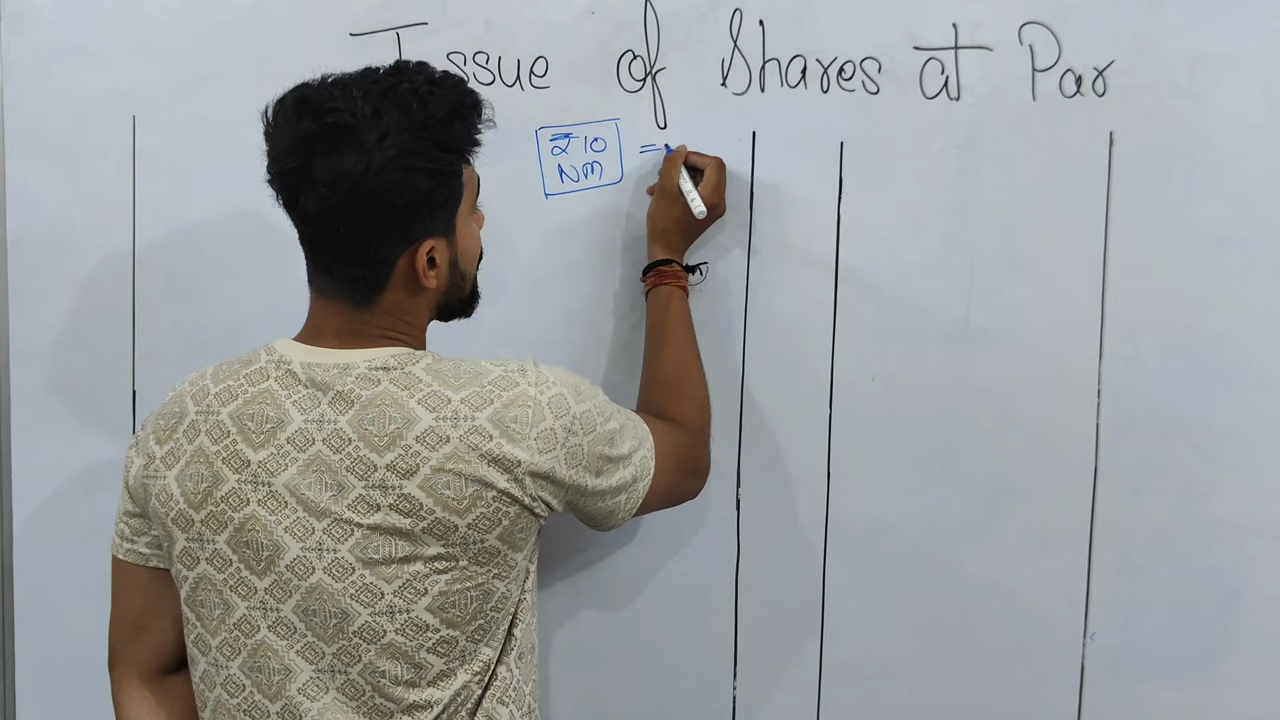 Issue of Shares at Par
₹10 =
NM